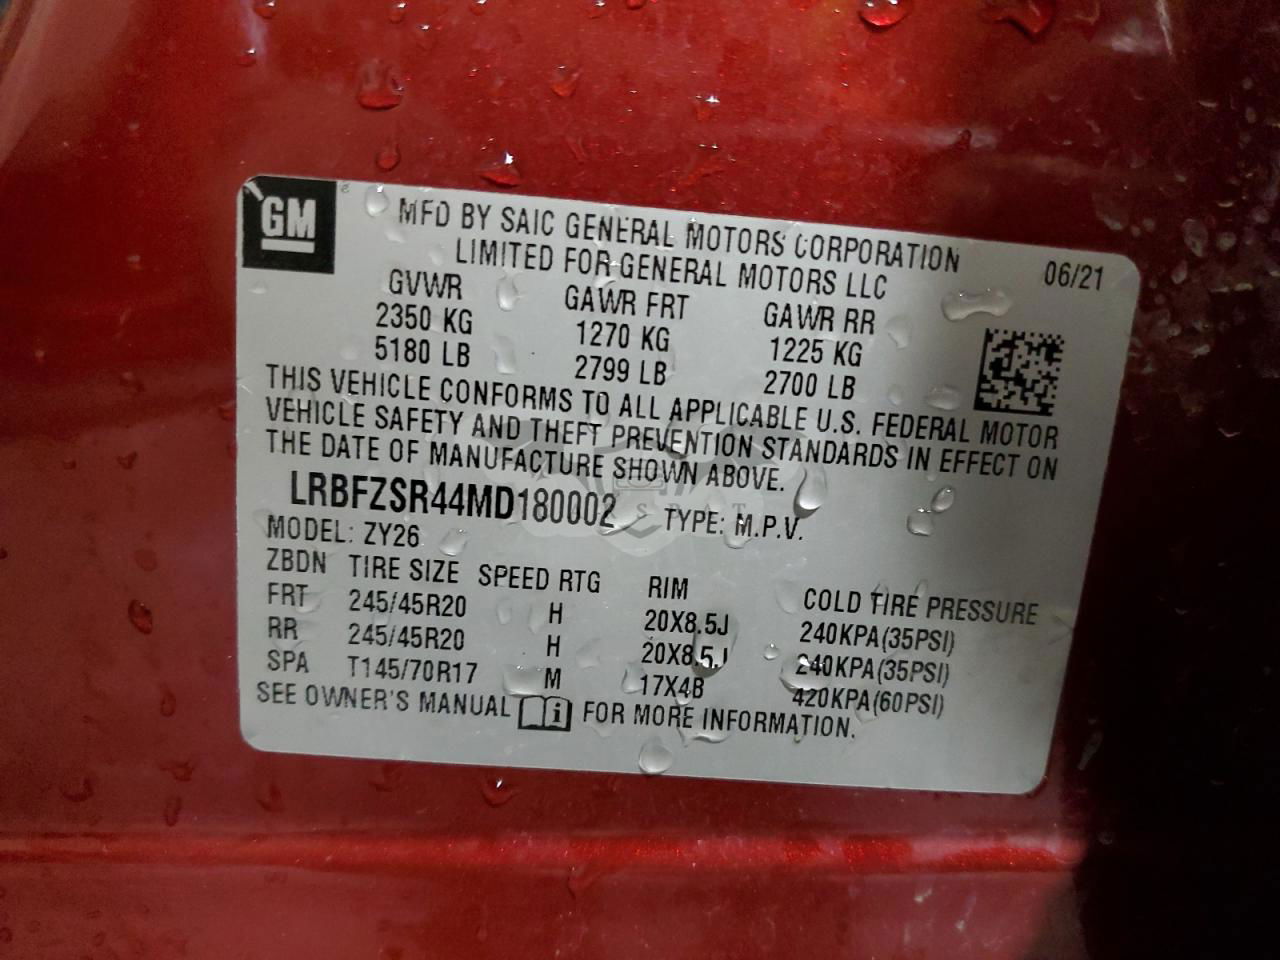 GM
MFD BY SAIC GENERAL MOTORS CORPORATION
LIMITED FOR GENERAL MOTORS LLC
06/21
GVWR GAWR FRT GAWR RR
2350 KG 1270 KG 1225 KG
5180 LB 2799 LB 2700 LB
THIS VEHICLE CONFORMS TO ALL APPLICABLE U.S. FEDERAL MOTOR
VEHICLE SAFETY AND THEFT PREVENTION STANDARDS IN EFFECT ON
THE DATE OF MANUFACTURE SHOWN ABOVE.
LRBFZSR44MD180002 TYPE: M.P.V.
MODEL: ZY26
ZBDN TIRE SIZE SPEED RTG RIM COLD TIRE PRESSURE
FRT 245/45R20 H 20X8.5J 240KPA(35PSI)
RR 245/45R20 H 20X8.5J 240KPA(35PSI)
SPA T145/70R17 M 17X4B 420KPA(60PSI)
SEE OWNER'S MANUAL i FOR MORE INFORMATION.